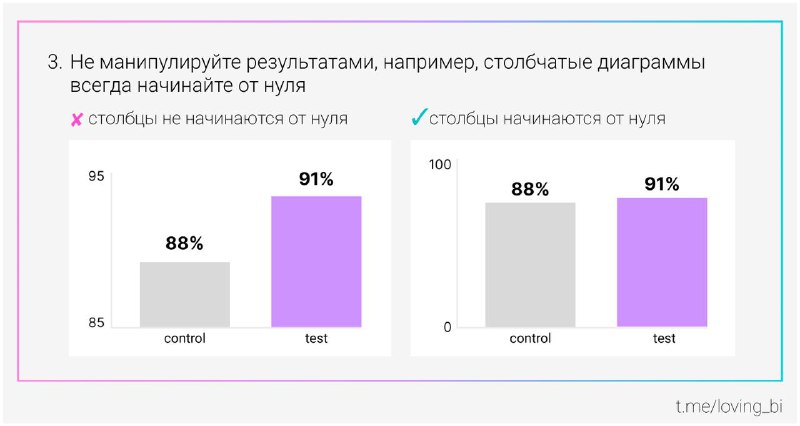 3. Не манипулируйте результатами, например, столбчатые диаграммы
всегда начинайте от нуля
✘ столбцы не начинаются от нуля
95
91%
88%
85
control
test
✓ столбцы начинаются от нуля
100
88%
91%
0
control
test
t.me/loving_bi